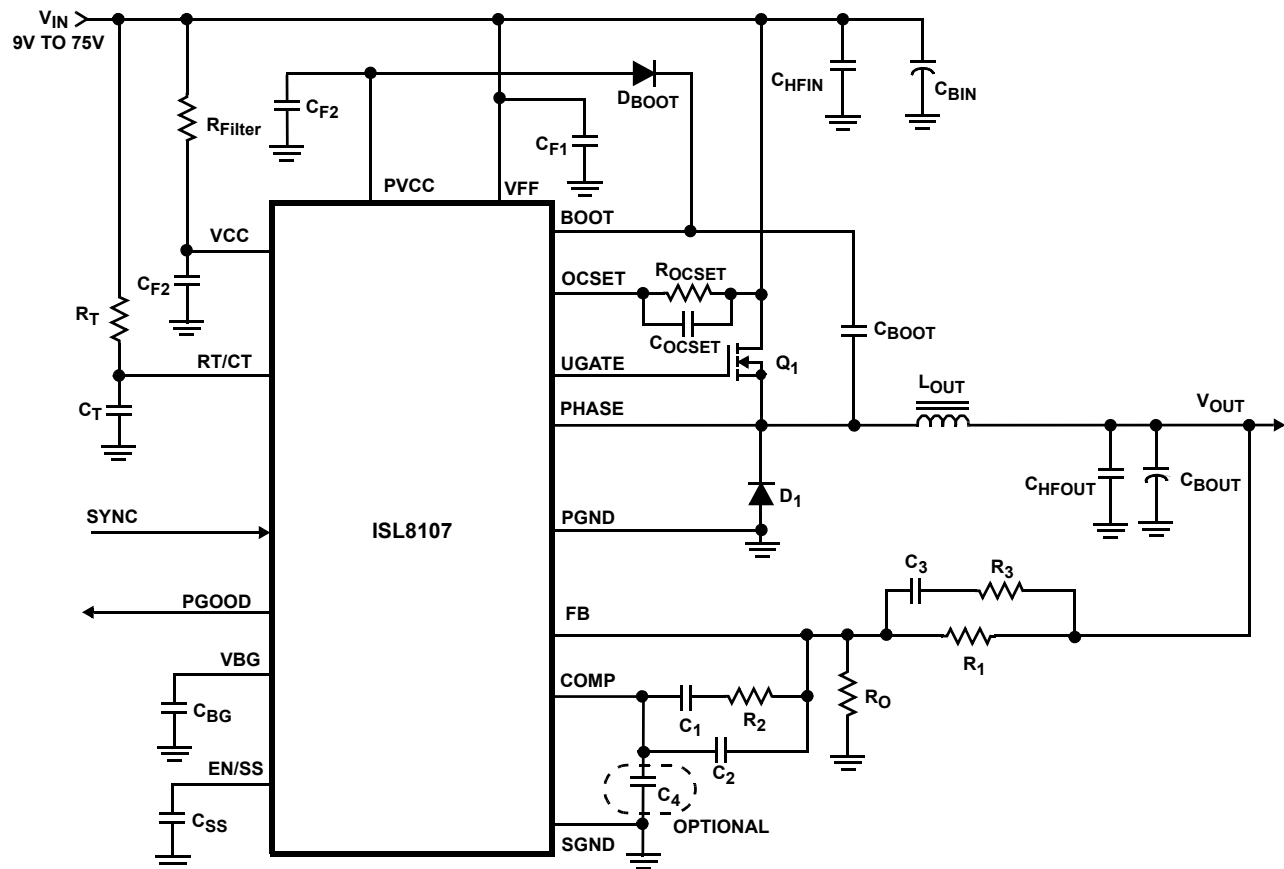 VIN
9V TO 75V
CHFIN
CBIN
DBOOT
CF2
RFilter
CF1
PVCC
VFF
BOOT
VCC
OCSET
ROCSET
CF2
RT
COCSET
CBOOT
RT/CT
UGATE
Q1
LOUT
CT
PHASE
VOUT
CHFOUT
CBOUT
D1
SYNC
PGND
ISL8107
C3
R3
PGOOD
FB
R1
VBG
COMP
RO
CBG
C1
R2
C2
EN/SS
C4
CSS
OPTIONAL
SGND